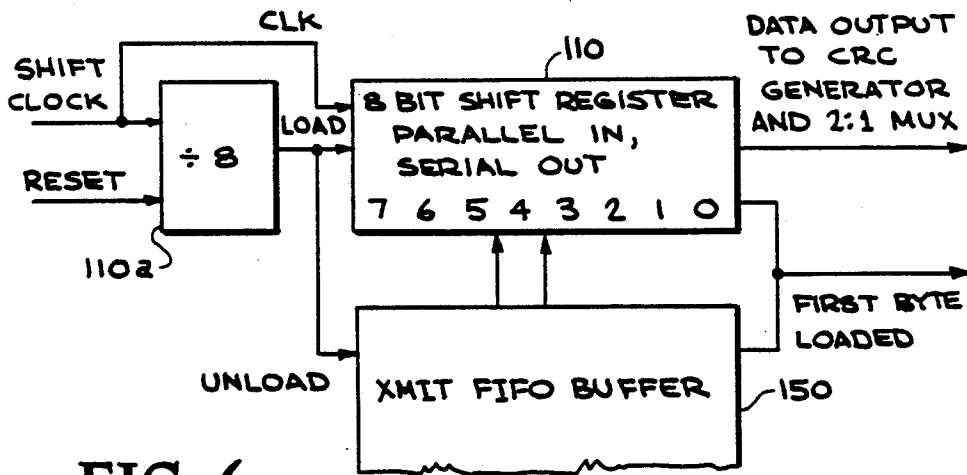 CLK
SHIFT
CLOCK
RESET
÷ 8
110a
LOAD
110
8 BIT SHIFT REGISTER
PARALLEL IN,
SERIAL OUT
7 6 5 4 3 2 1 0
DATA OUTPUT
TO CRC
GENERATOR
AND 2:1 MUX
FIRST BYTE
LOADED
UNLOAD
XMIT FIFO BUFFER
150